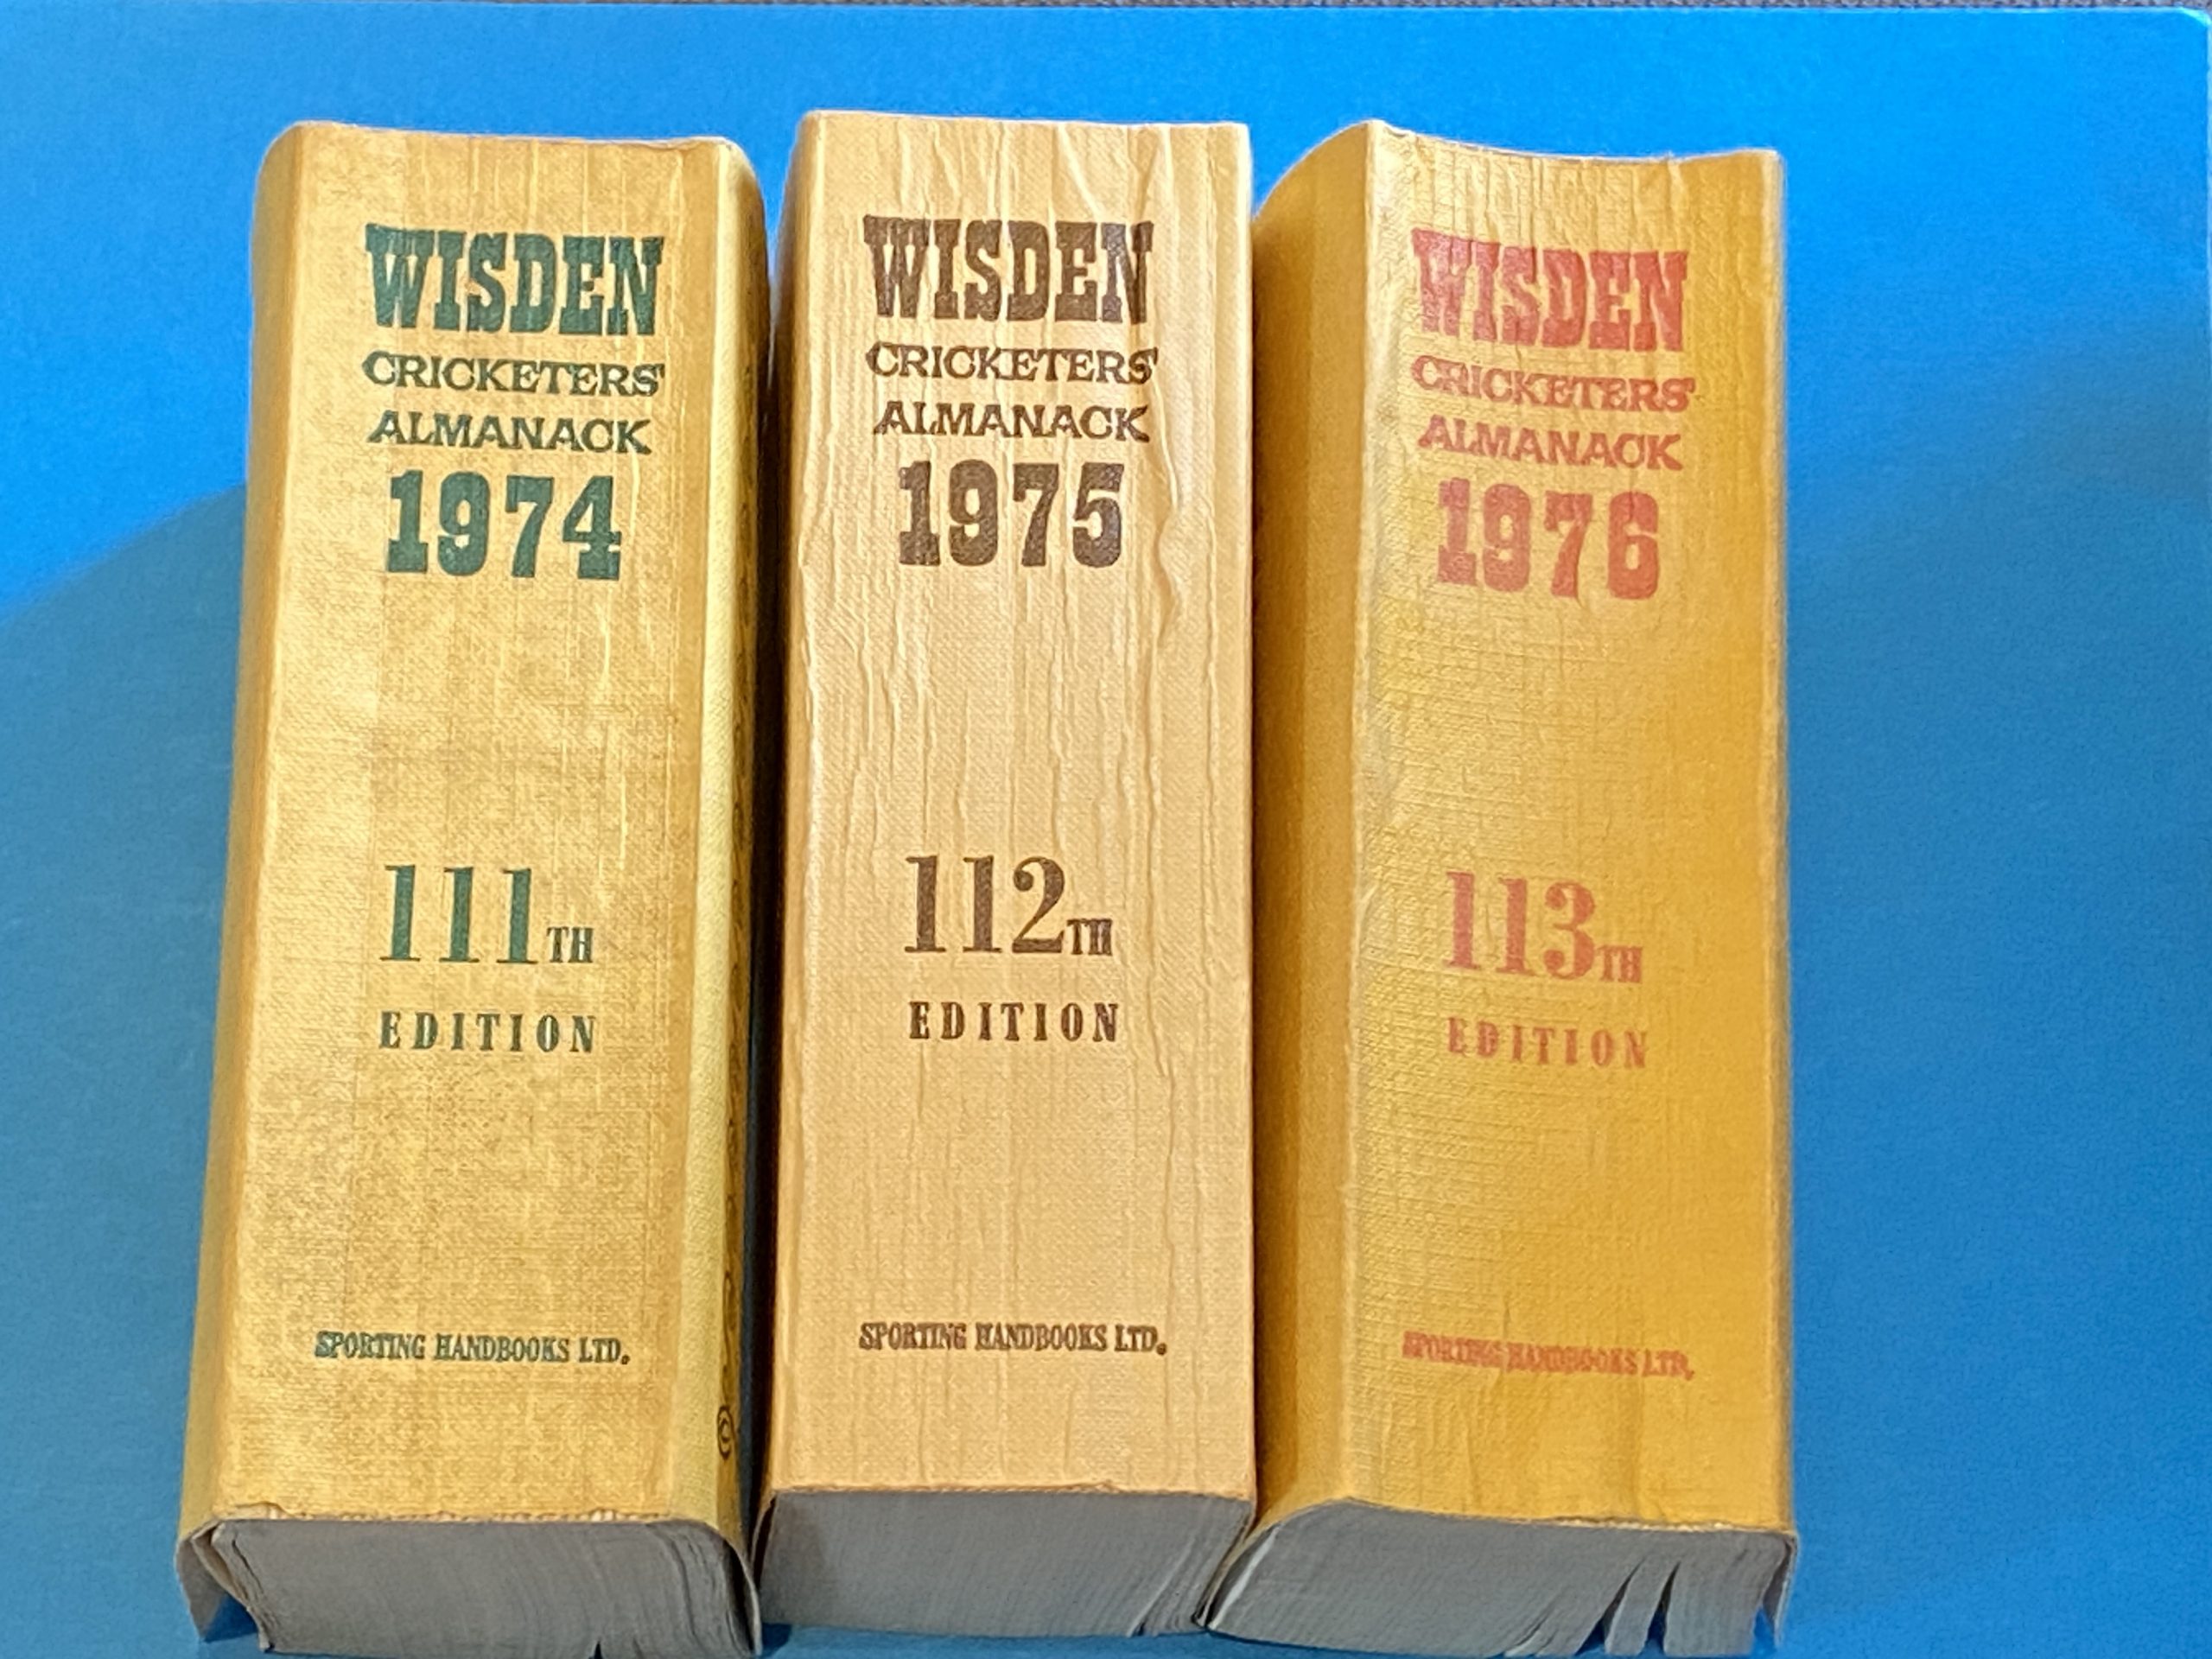 WISDEN
CRICKETERS'
ALMANACK
1974
111TH
EDITION
SPORTING HANDBOOKS LTD.
WISDEN
CRICKETERS'
ALMANACK
1975
112TH
EDITION
SPORTING HANDBOOKS LTD.
WISDEN
CRICKETERS'
ALMANACK
1976
113TH
EDITION
SPORTING HANDBOOKS LTD.